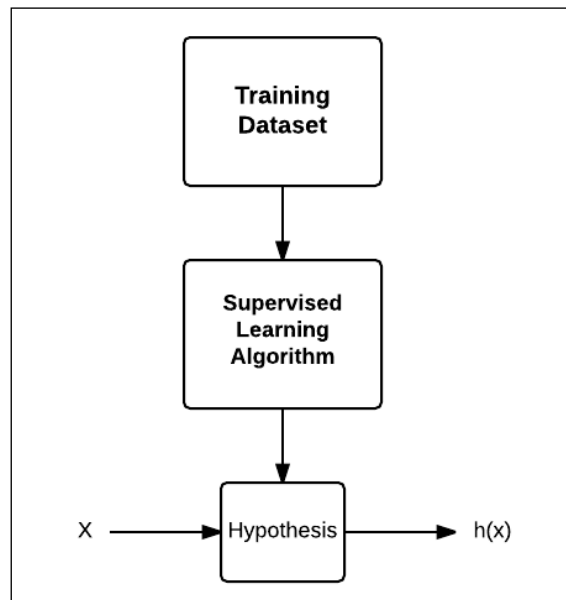 Training
Dataset
Supervised
Learning
Algorithm
X
Hypothesis
h(x)